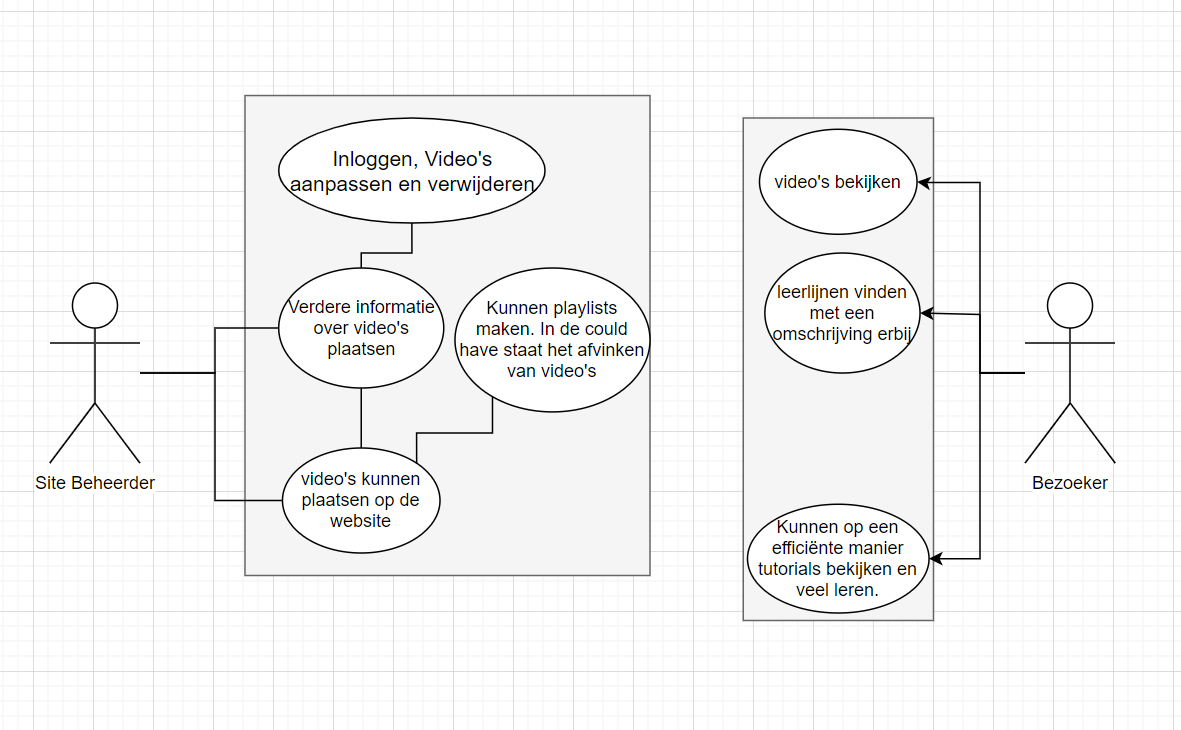 Inloggen, Video's
aanpassen en verwijderen
Verdere informatie
over video's
plaatsen
Kunnen playlists
maken. In de could
have staat het afvinken
van video's
video's kunnen
plaatsen op de
website
Site Beheerder
video's bekijken
leerlijnen vinden
met een
omschrijving erbij
Kunnen op een
efficiënte manier
tutorials bekijken en
veel leren.
Bezoeker